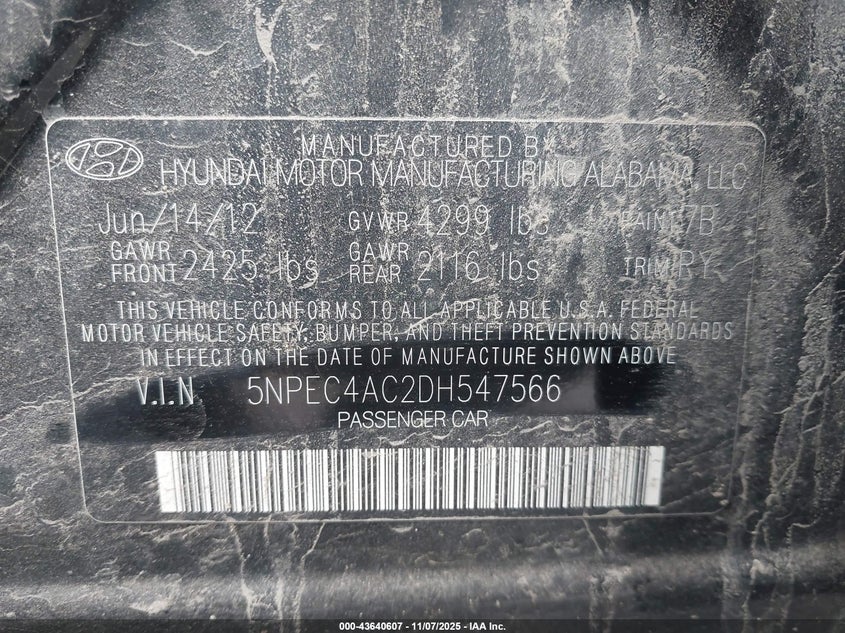 MANUFACTURED BY
HYUNDAI MOTOR MANUFACTURING ALABAMA, LLC
Jun/14/12 GVWR 4299 lbs PAINT 7B
GAWR FRONT 2425 lbs GAWR REAR 2116 lbs TRIM RY
THIS VEHICLE CONFORMS TO ALL APPLICABLE U.S.A. FEDERAL
MOTOR VEHICLE SAFETY, BUMPER, AND THEFT PREVENTION STANDARDS
IN EFFECT ON THE DATE OF MANUFACTURE SHOWN ABOVE
V.I.N 5NPEC4AC2DH547566
PASSENGER CAR
000-43640607 - 11/07/2025 - IAA Inc.